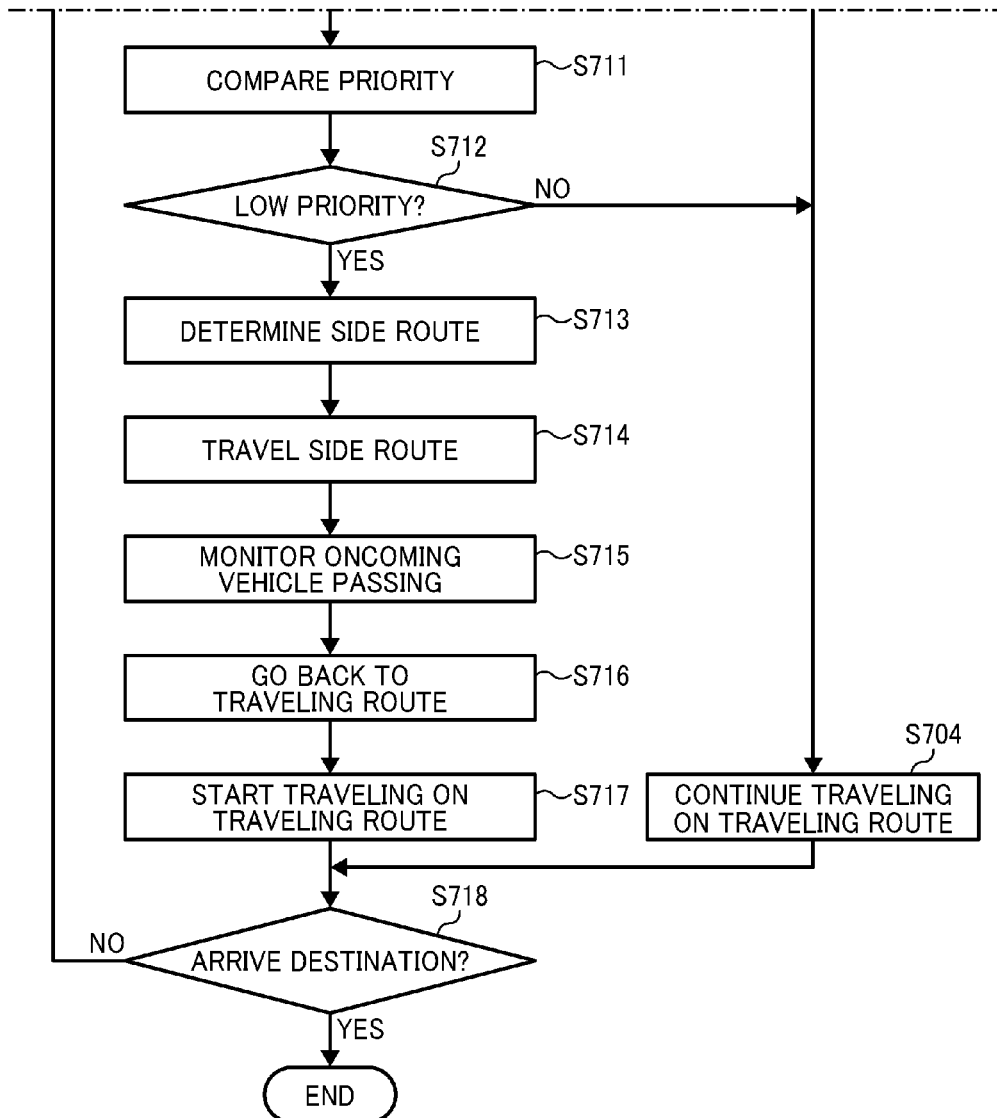 COMPARE PRIORITY
S711
S712
LOW PRIORITY?
NO
YES
DETERMINE SIDE ROUTE
S713
TRAVEL SIDE ROUTE
S714
MONITOR ONCOMING
VEHICLE PASSING
S715
GO BACK TO
TRAVELING ROUTE
S716
START TRAVELING ON
TRAVELING ROUTE
S717
S704
CONTINUE TRAVELING
ON TRAVELING ROUTE
S718
NO
ARRIVE DESTINATION?
YES
END